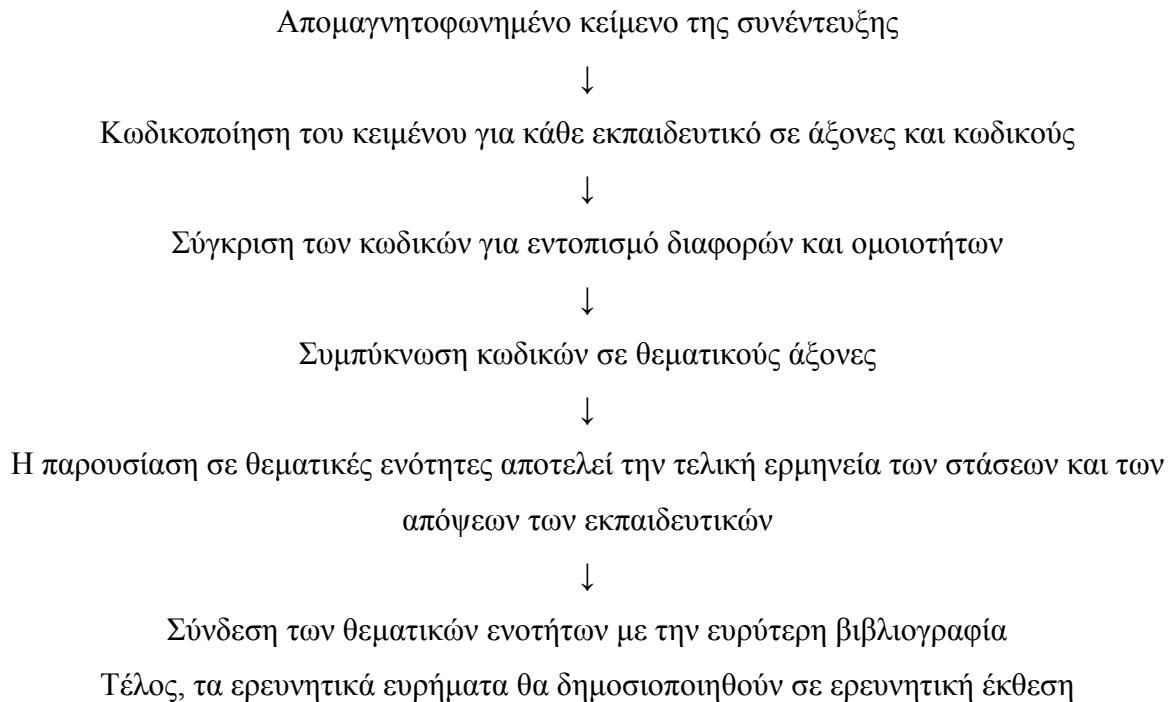 Απομαγνητοφωνημένο κείμενο της συνέντευξης
↓
Κωδικοποίηση του κειμένου για κάθε εκπαιδευτικό σε άξονες και κωδικούς
↓
Σύγκριση των κωδικών για εντοπισμό διαφορών και ομοιοτήτων
↓
Συμπύκνωση κωδικών σε θεματικούς άξονες
↓
Η παρουσίαση σε θεματικές ενότητες αποτελεί την τελική ερμηνεία των στάσεων και των
απόψεων των εκπαιδευτικών
↓
Σύνδεση των θεματικών ενοτήτων με την ευρύτερη βιβλιογραφία
Τέλος, τα ερευνητικά ευρήματα θα δημοσιοποιηθούν σε ερευνητική έκθεση